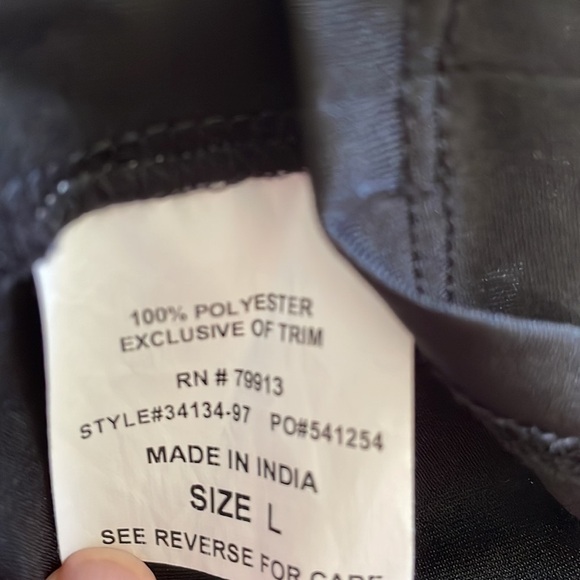 100% POLYESTER
EXCLUSIVE OF TRIM
RN # 79913
STYLE#34134-97 PO#541254
MADE IN INDIA
SIZE L
SEE REVERSE FOR CARE